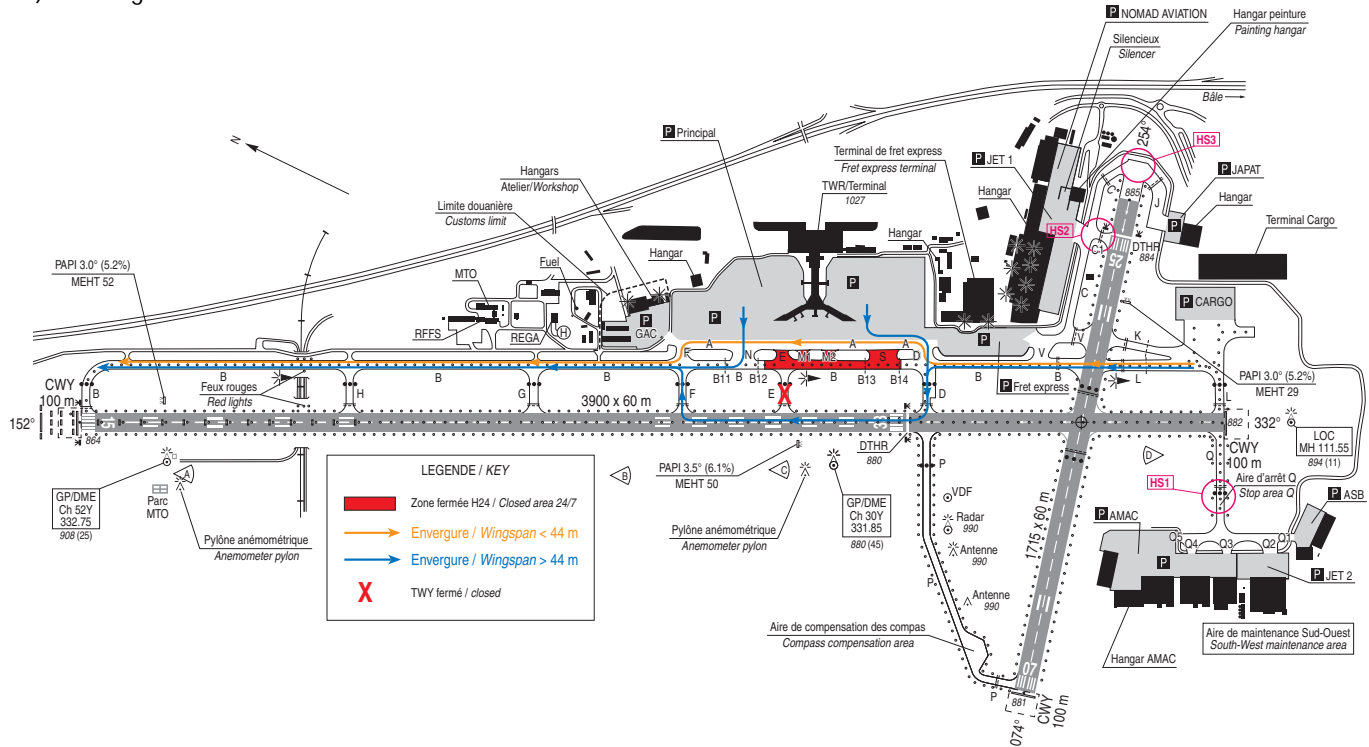 NOMAD AVIATION
Hangar peinture
Painting hangar
Silencieux
Silencer
Bâle
N
P Principal
Terminal de fret express
Fret express terminal
254°
HS3
Hangars
Atelier/Workshop
P JET 1
TWR/Terminal
1027
885
P JAPAT
Limite douanière
Customs limit
Hangar
Hangar
C
J
Hangar
HS2
Terminal Cargo
PAPI 3.0° (5.2%)
MEHT 52
MTO
Fuel
Hangar
C1
DTHR
884
P
25
RFFS
REGA
H
P
GAC
P
P
P
C
P CARGO
A
A
A
F
N
E
M1
M2
S
D
V
V
K
B
B
B
B11
B
B12
B
B13
B14
B
B
L
CWY
100 m
B
Feux rouges
Red lights
H
G
F
E
D
P Fret express
PAPI 3.0° (5.2%)
MEHT 29
L
3900 x 60 m
152°
15
33
882
332°
864
DTHR
880
LOC
MH 111.55
894 (11)
CWY
100 m
LEGENDE / KEY
Zone fermée H24 / Closed area 24/7
Envergure / Wingspan < 44 m
Envergure / Wingspan > 44 m
X TWY fermé / closed
A
B
C
D
PAPI 3.5° (6.1%)
MEHT 50
P
P
Q
GP/DME
Ch 52Y
332.75
908 (25)
Parc
MTO
HS1
Aire d'arrêt Q
Stop area Q
P ASB
GP/DME
Ch 30Y
331.85
880 (45)
VDF
Radar
990
P AMAC
Pylône anémométrique
Anemometer pylon
Pylône anémométrique
Anemometer pylon
1715 x 60 m
Antenne
990
Q5
Q4
Q3
Q2
Q1
P
P JET 2
P
Antenne
990
Aire de compensation des compas
Compass compensation area
Aire de maintenance Sud-Ouest
South-West maintenance area
Hangar AMAC
07
P
881
CWY
100 m
074°